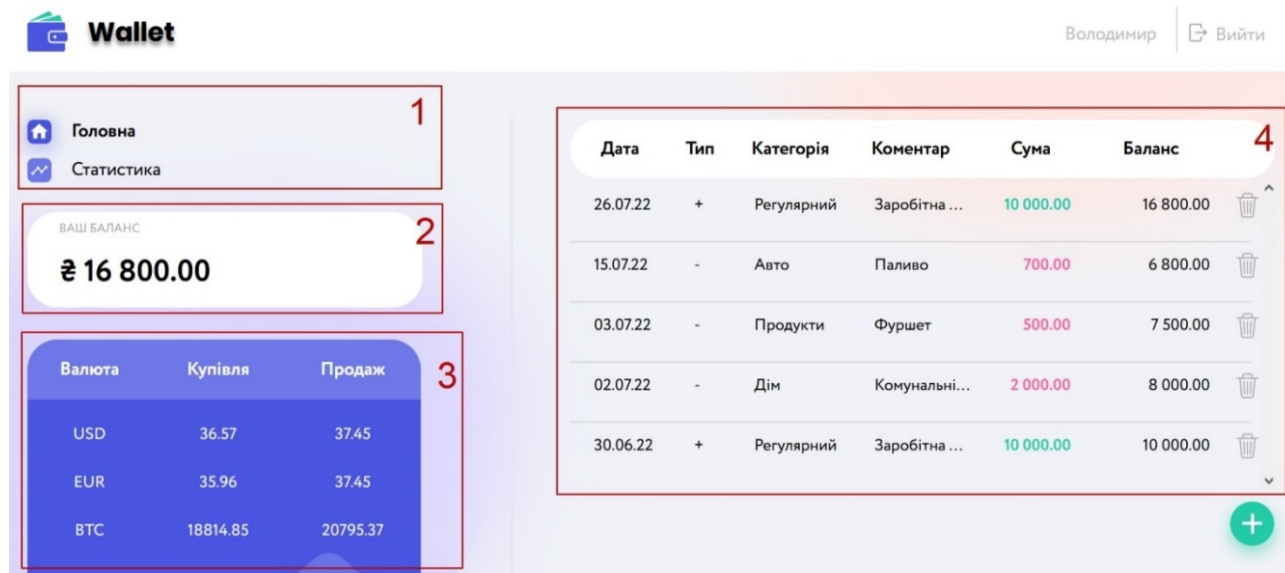 Wallet
Володимир
Вийти
1
Головна
Статистика
2
ВАШ БАЛАНС
₴ 16 800.00
3
Валюта Купівля Продаж
USD 36.57 37.45
EUR 35.96 37.45
BTC 18814.85 20795.37
4
Дата Тип Категорія Коментар Сума Баланс
26.07.22 + Регулярний Заробітна ... 10 000.00 16 800.00
15.07.22 - Авто Паливо 700.00 6 800.00
03.07.22 - Продукти Фуршет 500.00 7 500.00
02.07.22 - Дім Комунальні... 2 000.00 8 000.00
30.06.22 + Регулярний Заробітна ... 10 000.00 10 000.00
+